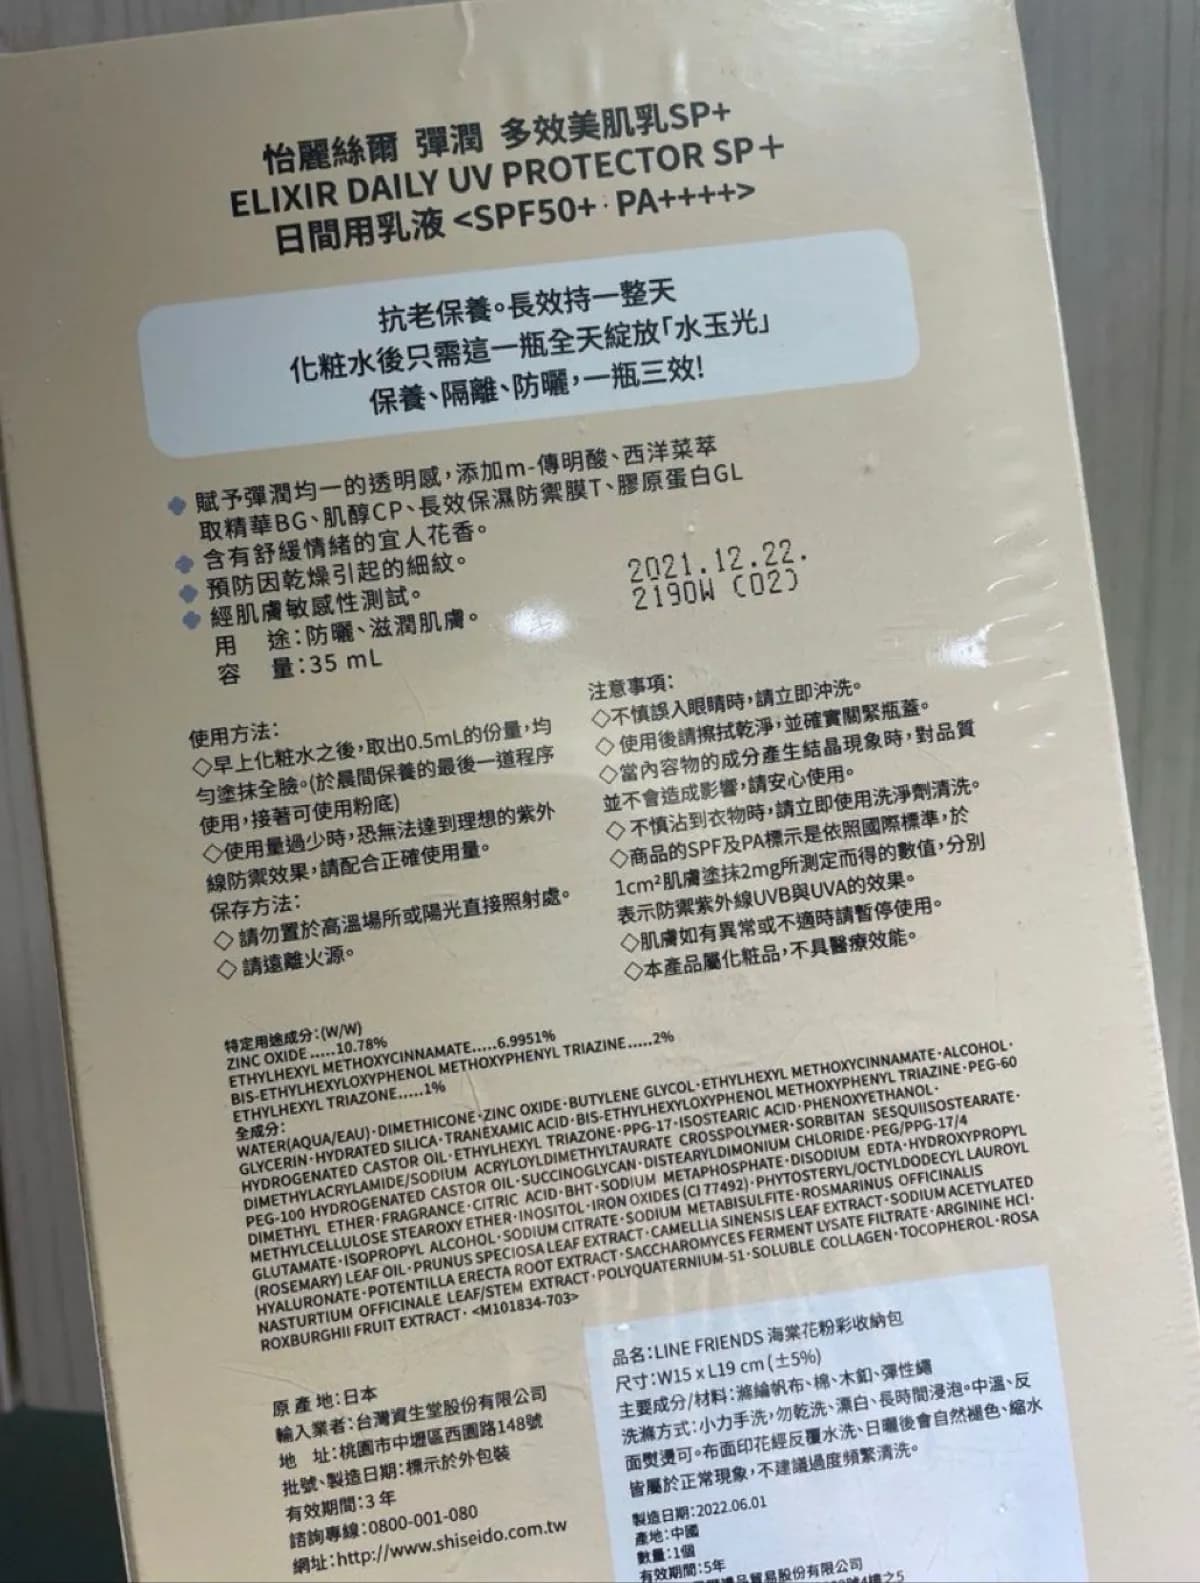 怡麗絲爾 彈潤 多效美肌乳SP+
ELIXIR DAILY UV PROTECTOR SP+
日間用乳液 <SPF50+·PA++++>
抗老保養。長效持一整天
化粧水後只需這一瓶全天綻放「水玉光」
保養、隔離、防曬,一瓶三效!
賦予彈潤均一的透明感,添加m-傳明酸、西洋菜萃
取精華BG、肌醇CP、長效保濕防禦膜T、膠原蛋白GL
含有舒緩情緒的宜人花香。
預防因乾燥引起的細紋。
經肌膚敏感性測試。
用 途:防曬、滋潤肌膚。
容 量:35 mL
2021.12.22.
2190W (02)
使用方法:
◇早上化粧水之後,取出0.5mL的份量,均
勻塗抹全臉。(於晨間保養的最後一道程序
使用,接著可使用粉底)
◇使用量過少時,恐無法達到理想的紫外
線防禦效果,請配合正確使用量。
保存方法:
◇請勿置於高溫場所或陽光直接照射處。
◇請遠離火源。
注意事項:
◇不慎誤入眼睛時,請立即沖洗。
◇使用後請擦拭乾淨,並確實關緊瓶蓋。
◇當內容物的成分產生結晶現象時,對品質
並不會造成影響,請安心使用。
◇不慎沾到衣物時,請立即使用洗淨劑清洗。
◇商品的SPF及PA標示是依照國際標準,於
1cm²肌膚塗抹2mg所測定而得的數值,分別
表示防禦紫外線UVB與UVA的效果。
◇肌膚如有異常或不適時請暫停使用。
◇本產品屬化粧品,不具醫療效能。
特定用途成分:(W/W)
ZINC OXIDE.....10.78%
ETHYLHEXYL METHOXYCINNAMATE.....6.9951%
BIS-ETHYLHEXYLOXYPHENOL METHOXYPHENYL TRIAZINE.....2%
ETHYLHEXYL TRIAZONE.....1%
全成分:
WATER(AQUA/EAU)·DIMETHICONE·ZINC OXIDE·BUTYLENE GLYCOL·ETHYLHEXYL METHOXYCINNAMATE·ALCOHOL·
GLYCERIN·HYDRATED SILICA·TRANEXAMIC ACID·BIS-ETHYLHEXYLOXYPHENOL METHOXYPHENYL TRIAZINE·PEG-60
HYDROGENATED CASTOR OIL·ETHYLHEXYL TRIAZONE·PPG-17·ISOSTEARIC ACID·PHENOXYETHANOL·
DIMETHYLACRYLAMIDE/SODIUM ACRYLOYLDIMETHYLTAURATE CROSSPOLYMER·SORBITAN SESQUIISOSTEARATE·
PEG-100 HYDROGENATED CASTOR OIL·SUCCINOGLYCAN·DISTEARYLDIMONIUM CHLORIDE·PEG/PPG-17/4
DIMETHYL ETHER·FRAGRANCE·CITRIC ACID·BHT·SODIUM METAPHOSPHATE·DISODIUM EDTA·HYDROXYPROPYL
METHYLCELLULOSE STEAROXY ETHER·INOSITOL·IRON OXIDES (CI 77492)·PHYTOSTERYL/OCTYLDODECYL LAUROYL
GLUTAMATE·ISOPROPYL ALCOHOL·SODIUM CITRATE·SODIUM METABISULFITE·ROSMARINUS OFFICINALIS
(ROSEMARY) LEAF OIL·PRUNUS SPECIOSA LEAF EXTRACT·CAMELLIA SINENSIS LEAF EXTRACT·SODIUM ACETYLATED
HYALURONATE·POTENTILLA ERECTA ROOT EXTRACT·SACCHAROMYCES FERMENT LYSATE FILTRATE·ARGININE HCl·
NASTURTIUM OFFICINALE LEAF/STEM EXTRACT·POLYQUATERNIUM-51·SOLUBLE COLLAGEN·TOCOPHEROL·ROSA
ROXBURGHII FRUIT EXTRACT· <M101834-703>
原 產 地:日本
輸入業者:台灣資生堂股份有限公司
地 址:桃園市中壢區西園路148號
批號、製造日期:標示於外包裝
有效期間:3 年
諮詢專線:0800-001-080
網址:http://www.shiseido.com.tw
品名:LINE FRIENDS 海棠花粉彩收納包
尺寸:W15 x L19 cm (±5%)
主要成分/材料:滌綸帆布、棉、木釦、彈性繩
洗滌方式:小力手洗,勿乾洗、漂白、長時間浸泡。中溫、反
面熨燙可。布面印花經反覆水洗、日曬後會自然褪色、縮水
皆屬於正常現象,不建議過度頻繁清洗。
製造日期:2022.06.01
產地:中國
數量:1個
有效期間:5年
品貿易股份有限公司
號4樓之5